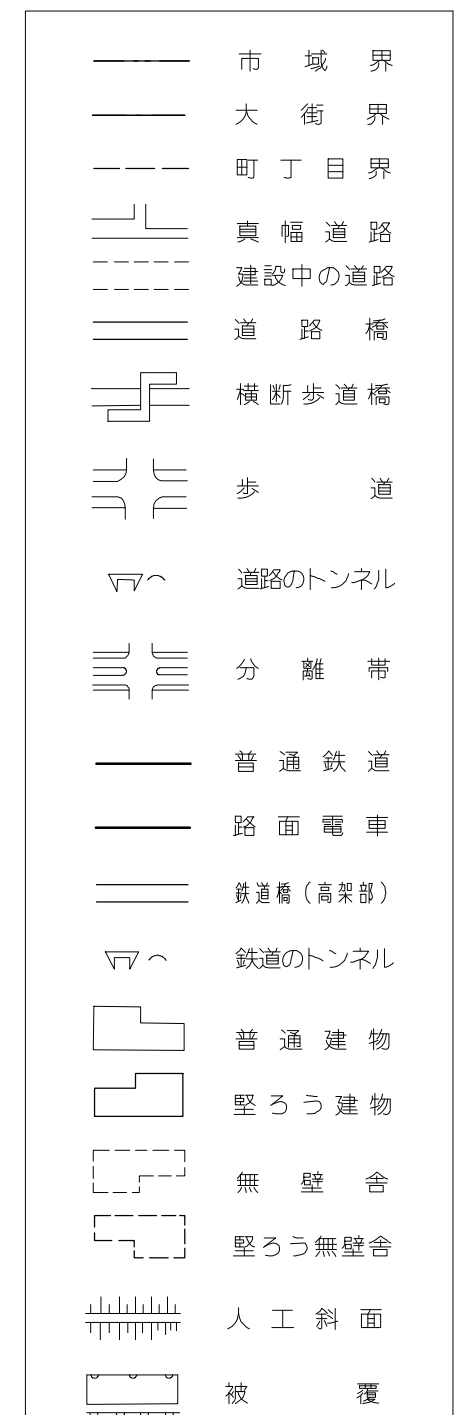 市域界
大街界
町丁目界
真幅道路
建設中の道路
道路橋
横断歩道橋
歩道
道路のトンネル
分離帯
普通鉄道
路面電車
鉄道橋（高架部）
鉄道のトンネル
普通建物
堅ろう建物
無壁舎
堅ろう無壁舎
人工斜面
被覆